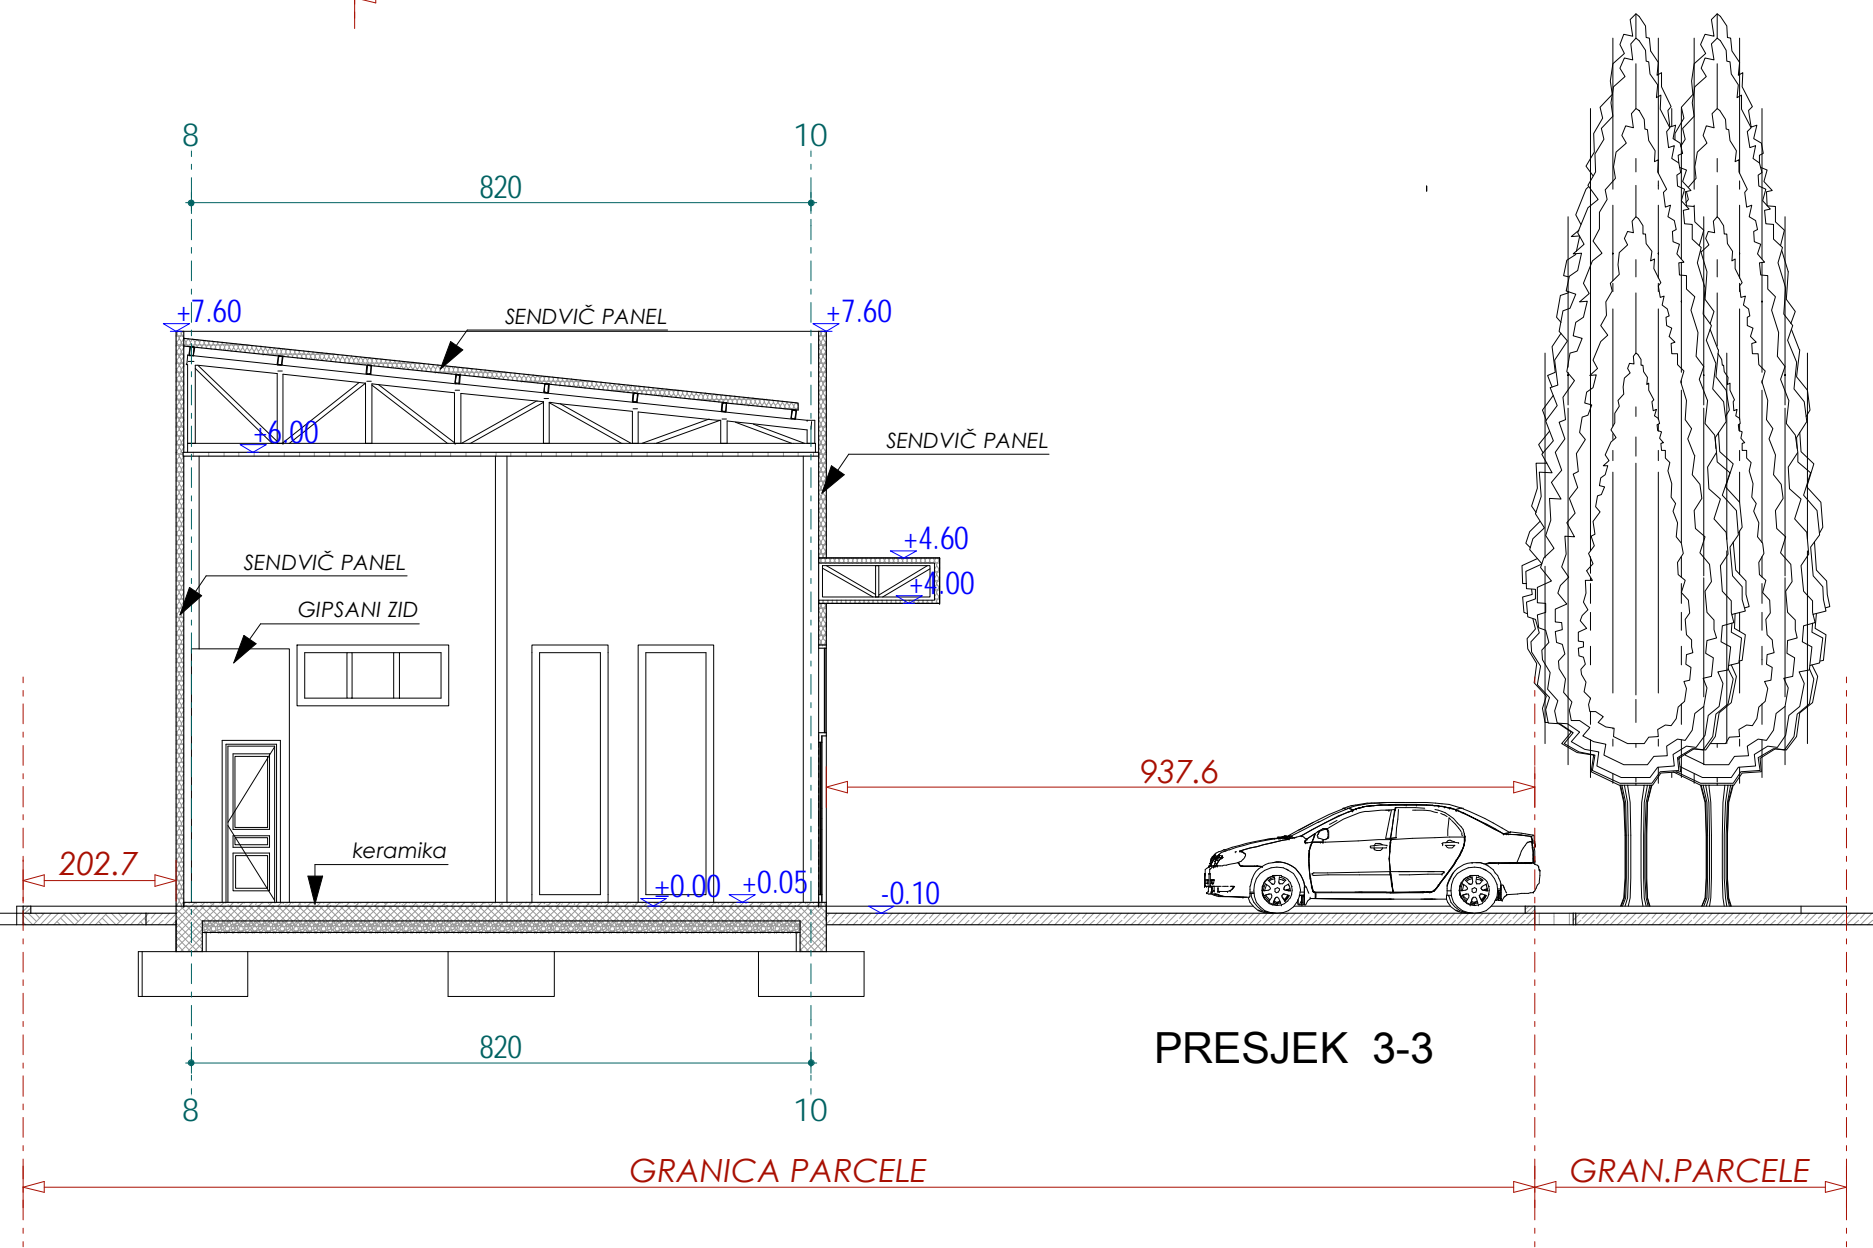 8
10
820
+7.60
SENDVIČ PANEL
+7.60
+6.00
SENDVIČ PANEL
+4.60
SENDVIČ PANEL
+4.00
GIPSANI ZID
937.6
keramika
202.7
±0.00
+0.05
-0.10
820
PRESJEK 3-3
8
10
GRANICA PARCELE
GRAN.PARCELE